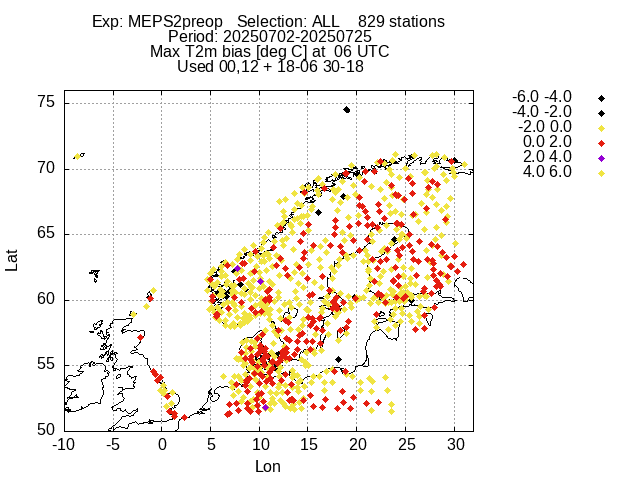 Exp: MEPS2preop   Selection: ALL    829 stations
Period: 20250702-20250725
Max T2m bias [deg C] at  06 UTC
Used 00,12 + 18-06 30-18
-6.0 -4.0
-4.0 -2.0
-2.0 0.0
0.0 2.0
2.0 4.0
4.0 6.0
75
70
65
60
55
50
Lat
-10 -5 0 5 10 15 20 25 30
Lon